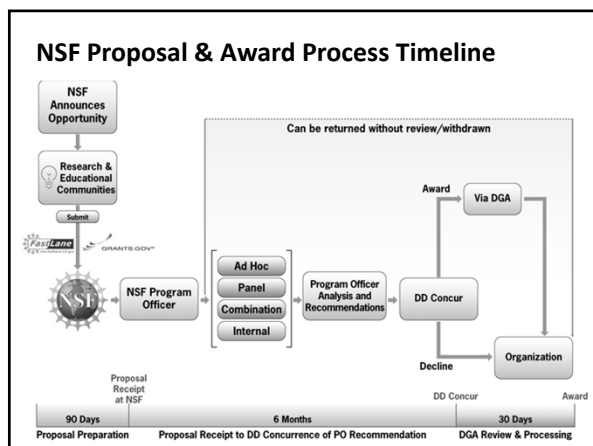 NSF Proposal & Award Process Timeline
NSF
Announces
Opportunity
Can be returned without review/withdrawn
Research &
Educational
Communities
Submit
FastLane
GRANTS.GOV
NSF
NSF Program
Officer
Ad Hoc
Panel
Combination
Internal
Program Officer
Analysis and
Recommendations
DD Concur
Award
Via DGA
Decline
Organization
Proposal
Receipt
at NSF
DD Concur
Award
90 Days
6 Months
30 Days
Proposal Preparation
Proposal Receipt to DD Concurrence of PO Recommendation
DGA Review & Processing